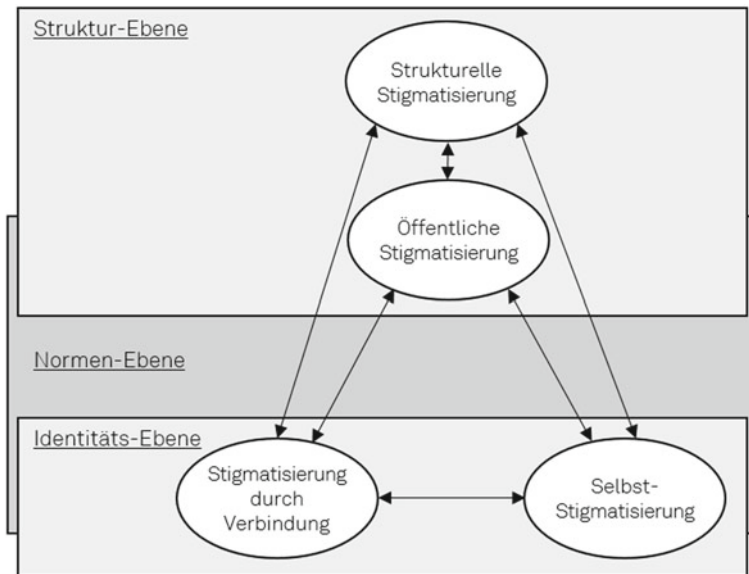 Struktur-Ebene
Strukturelle
Stigmatisierung
Öffentliche
Stigmatisierung
Normen-Ebene
Identitäts-Ebene
Stigmatisierung
durch
Verbindung
Selbst-
Stigmatisierung